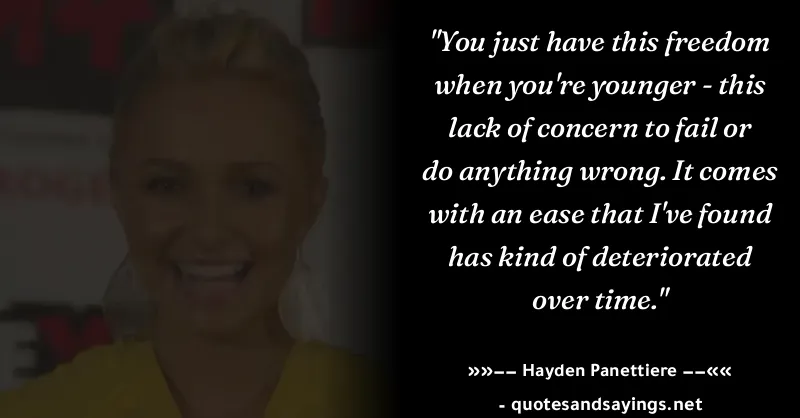 "You just have this freedom
when you're younger - this
lack of concern to fail or
do anything wrong. It comes
with an ease that I've found
has kind of deteriorated
over time."
»»–– Hayden Panettiere ––««
- quotesandsayings.net